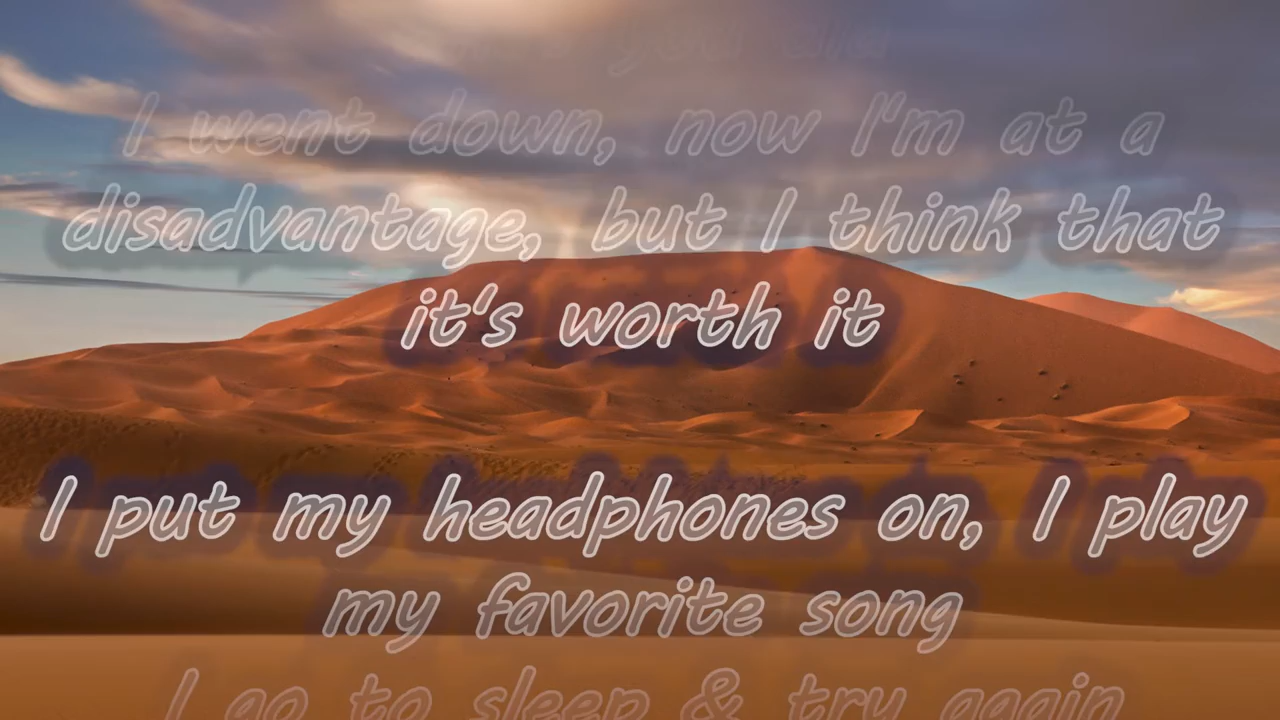 I went down, now I'm at a
disadvantage, but I think that
it's worth it
I put my headphones on, I play
my favorite song
I go to sleep & try again